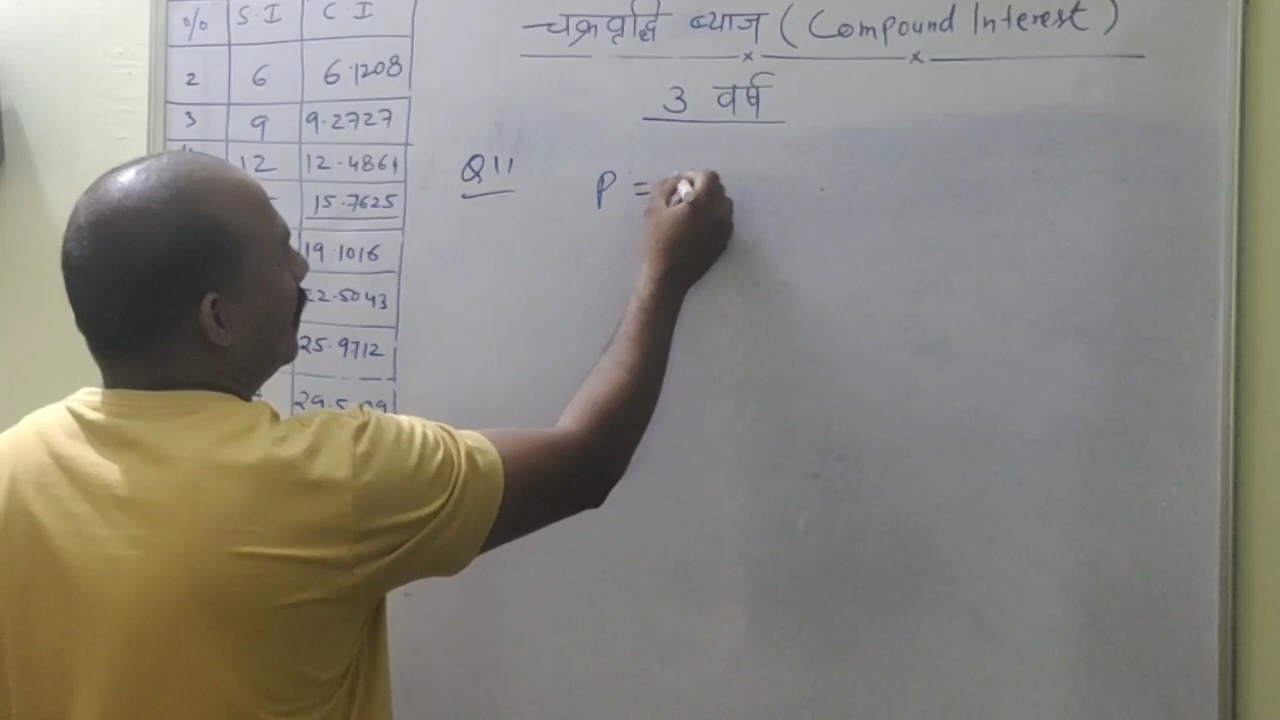 चक्रवृद्धि ब्याज ( Compound Interest )
3 वर्ष
Q11 P =
% S.I C.I
2 6 6.1208
3 9 9.2727
12 12.4864
15.7625
19.1016
22.5043
25.9712